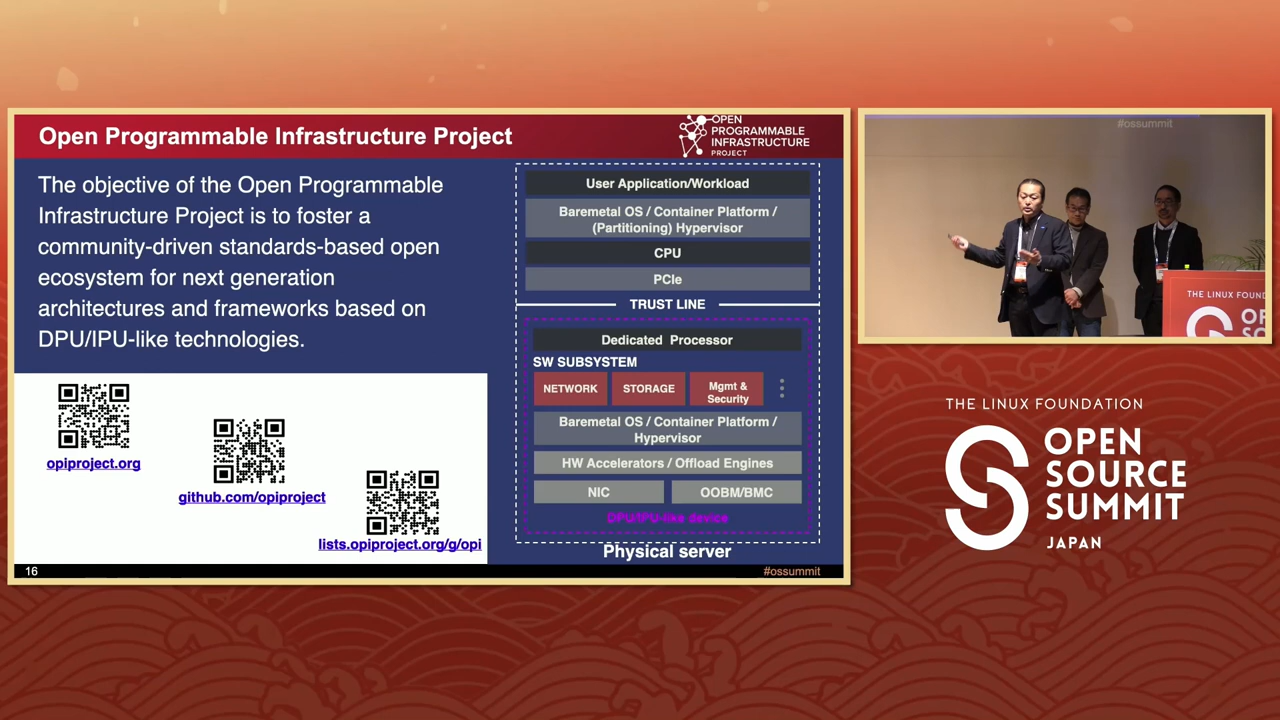 Open Programmable Infrastructure Project
OPEN
PROGRAMMABLE
INFRASTRUCTURE
PROJECT
The objective of the Open Programmable
Infrastructure Project is to foster a
community-driven standards-based open
ecosystem for next generation
architectures and frameworks based on
DPU/IPU-like technologies.
opiproject.org
github.com/opiproject
lists.opiproject.org/g/opi
User Application/Workload
Baremetal OS / Container Platform /
(Partitioning) Hypervisor
CPU
PCIe
TRUST LINE
Dedicated Processor
SW SUBSYSTEM
NETWORK
STORAGE
Mgmt &
Security
Baremetal OS / Container Platform /
Hypervisor
HW Accelerators / Offload Engines
NIC
OOBM/BMC
DPU/IPU-like device
Physical server
16
#ossummit
#ossummit
THE LINUX FOUND
OP
SO
THE LINUX FOUNDATION
OPEN
SOURCE
SUMMIT
JAPAN